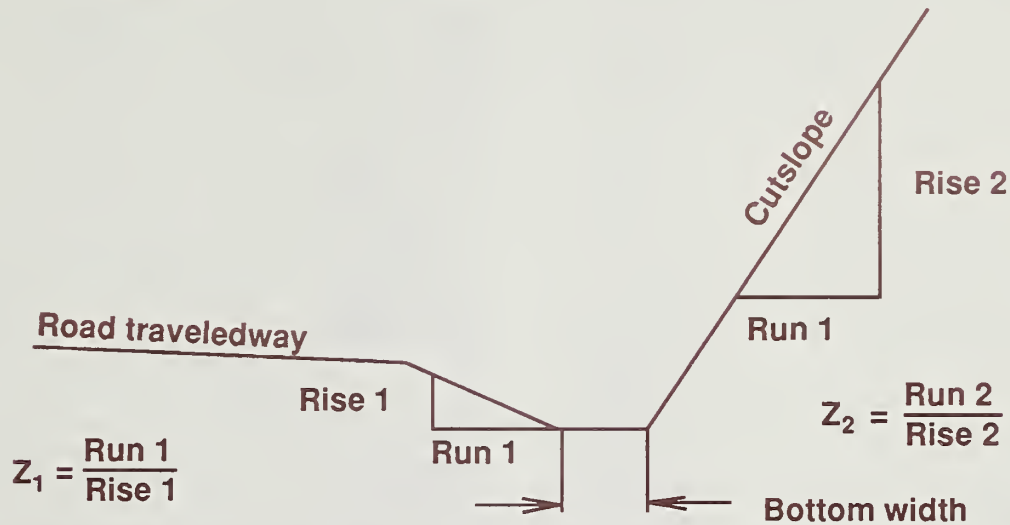 Cutslope
Rise 2
Run 1
Road traveledway
Rise 1
Run 1
Z₁ = Run 1
Rise 1
Z₂ = Run 2
Rise 2
Bottom width